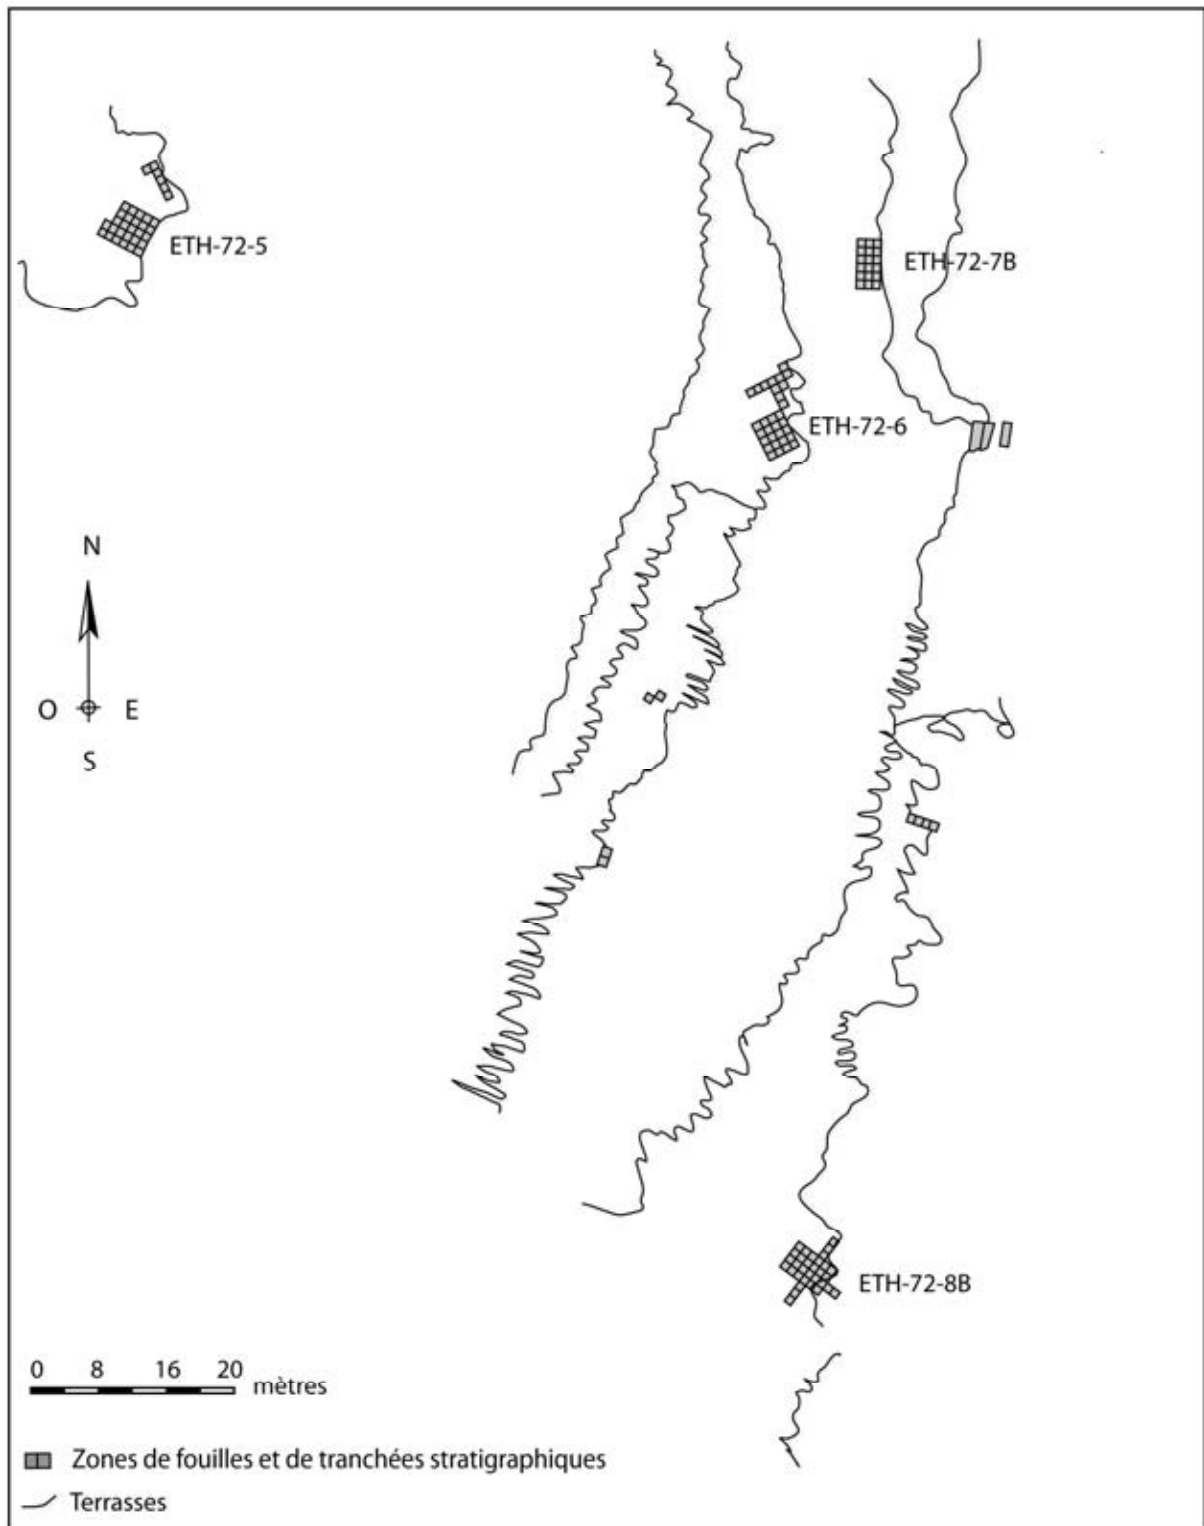 ETH-72-5
ETH-72-7B
ETH-72-6
N
O E
S
ETH-72-8B
0 8 16 20
mètres
Zones de fouilles et de tranchées stratigraphiques
Terrasses